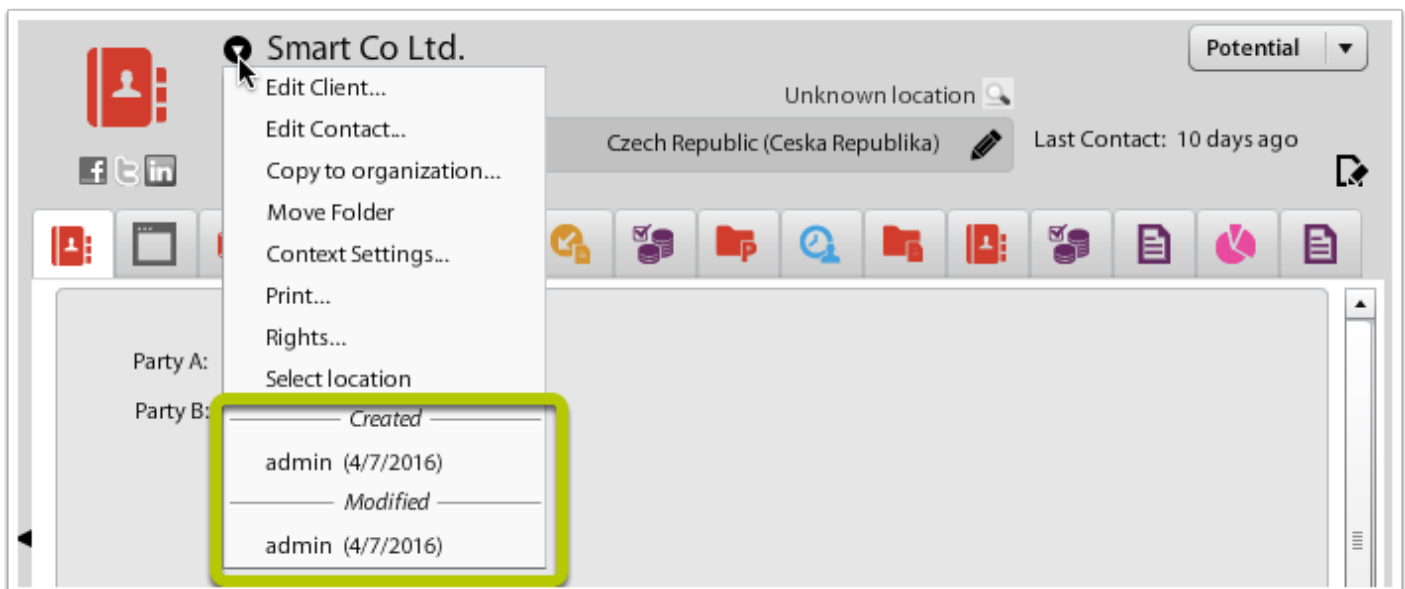 Smart Co Ltd.
Potential
Edit Client...
Unknown location
Edit Contact...
Czech Republic (Ceska Republika)
Last Contact: 10 days ago
Copy to organization...
Move Folder
Context Settings...
Print...
Rights...
Party A:
Select location
Party B:
Created
admin (4/7/2016)
Modified
admin (4/7/2016)